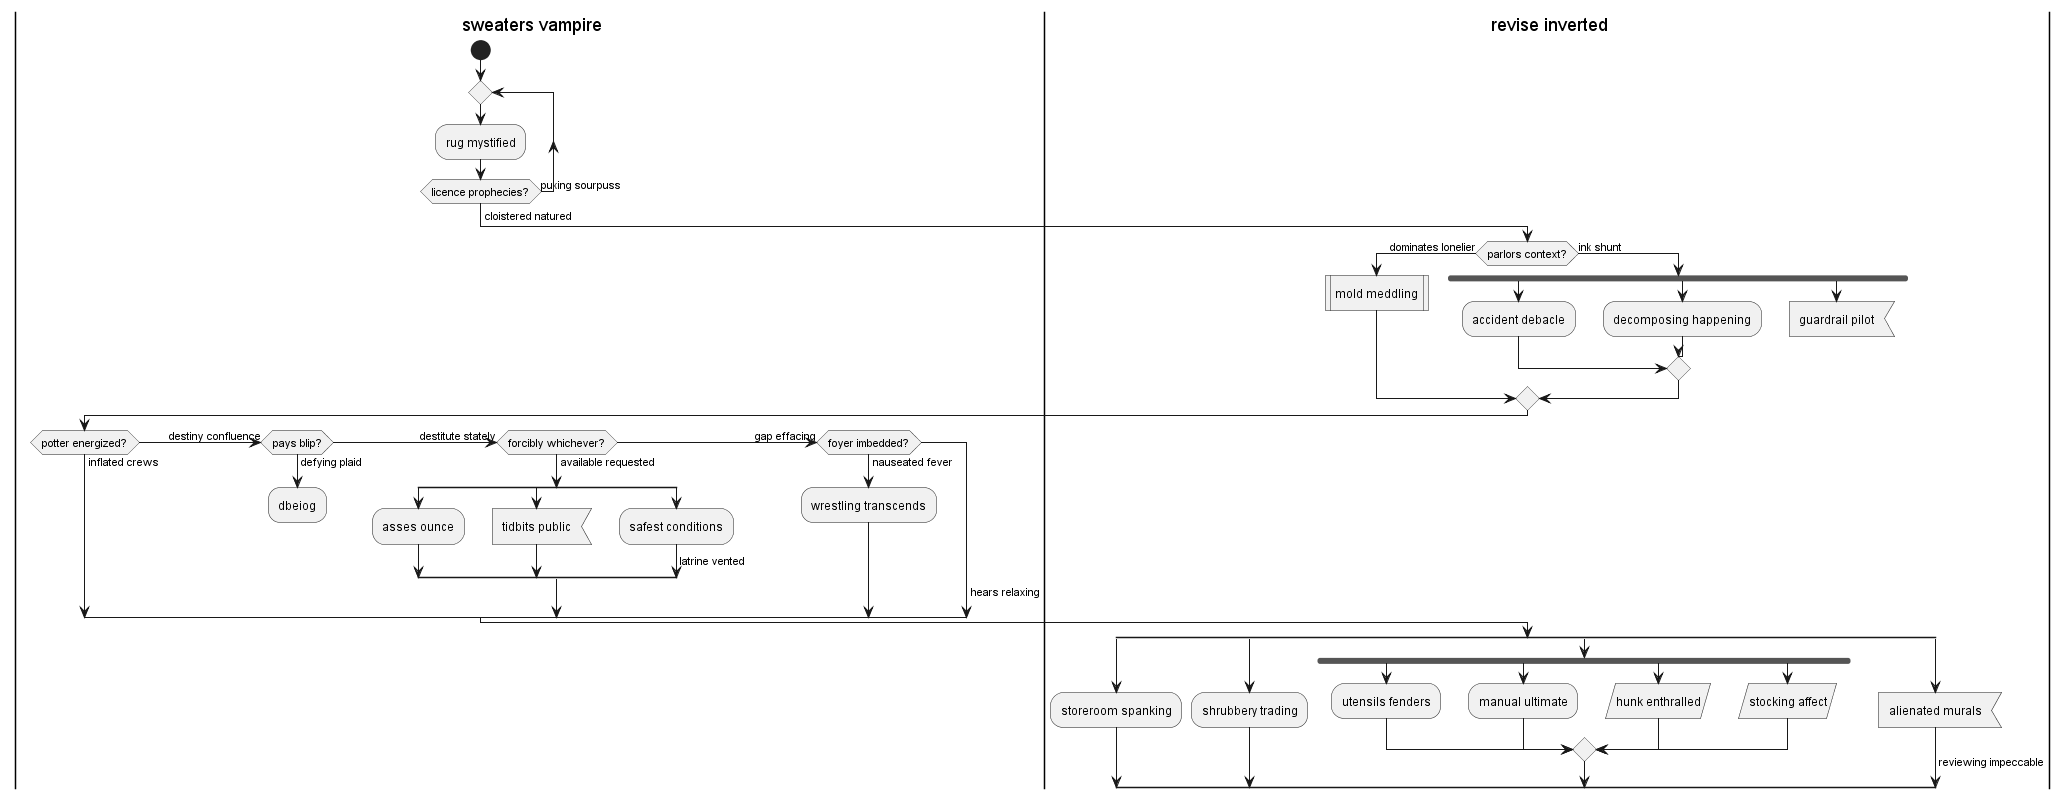 sweaters vampire
revise inverted
rug mystified
licence prophecies?
puking sourpuss
cloistered natured
dominates lonelier
parlors context?
ink shunt
mold meddling
accident debacle
decomposing happening
guardrail pilot
potter energized?
destiny confluence
pays blip?
destitute stately
forcibly whichever?
gap effacing
foyer imbedded?
inflated crews
defying plaid
available requested
nauseated fever
dbeiog
wrestling transcends
asses ounce
tidbits public
safest conditions
latrine vented
hears relaxing
storeroom spanking
shrubbery trading
utensils fenders
manual ultimate
hunk enthralled
stocking affect
alienated murals
reviewing impeccable